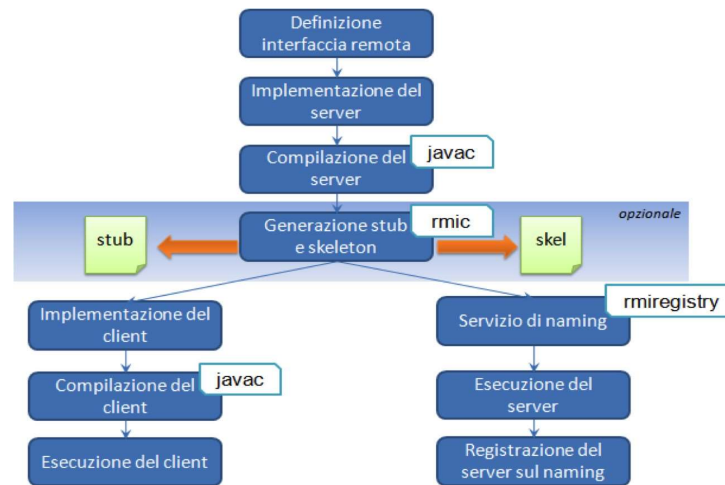 Definizione
interfaccia remota
Implementazione del
server
Compilazione del
server
javac
opzionale
Generazione stub
e skeleton
rmic
stub
skel
Implementazione del
client
Servizio di naming
rmiregistry
Compilazione del
client
javac
Esecuzione del
server
Esecuzione del client
Registrazione del
server sul naming